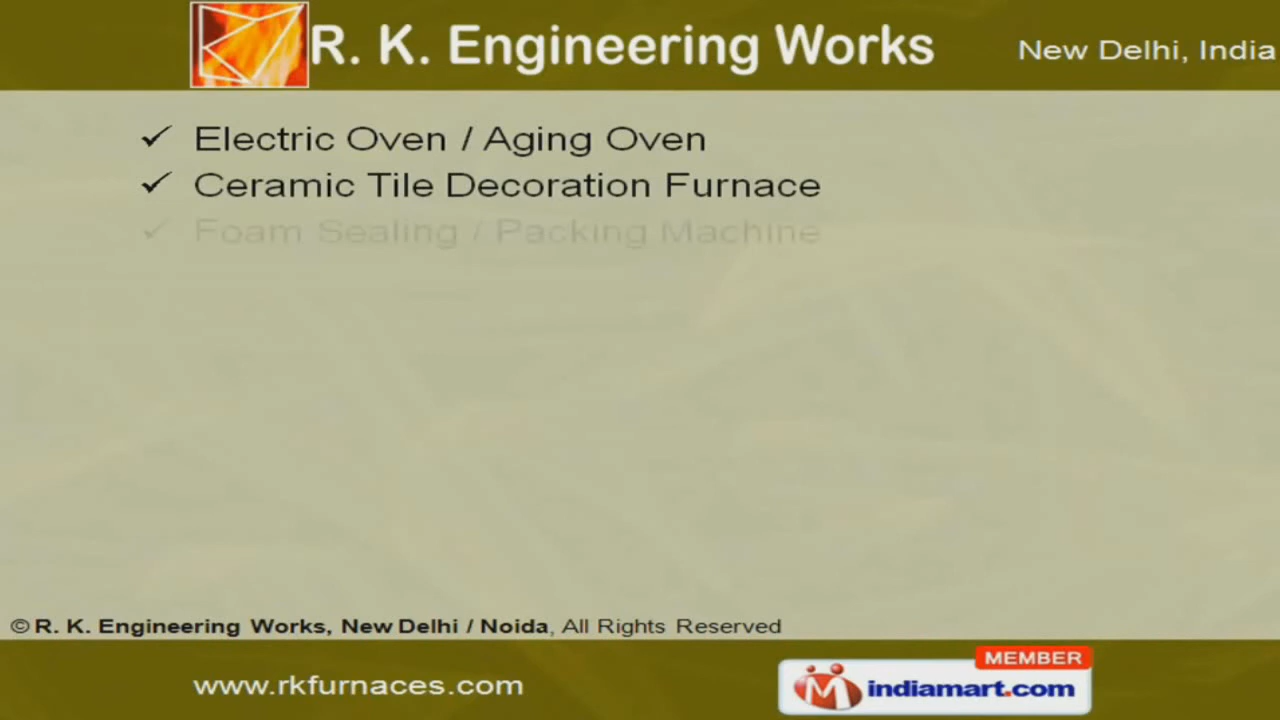 R. K. Engineering Works
New Delhi, India
✓ Electric Oven / Aging Oven
✓ Ceramic Tile Decoration Furnace
✓ Foam Sealing / Packing Machine
© R. K. Engineering Works, New Delhi / Noida, All Rights Reserved
www.rkfurnaces.com
MEMBER
indiamart.com